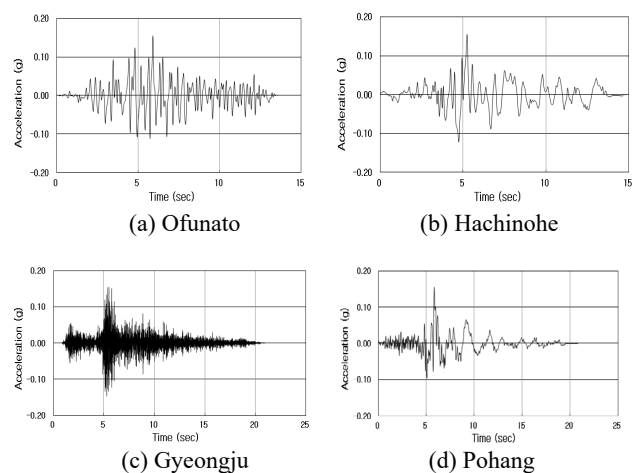 0.20
0.10
0.00
-0.10
-0.20
Acceleration (g)
0 5 10 15
Time (sec)
(a) Ofunato
0.20
0.10
0.00
-0.10
-0.20
Acceleration (g)
0 5 10 15
Time (sec)
(b) Hachinohe
0.20
0.10
0.00
0.10
0.20
Acceleration (g)
0 5 10 15 20 25
Time (sec)
(c) Gyeongju
0.20
0.10
0.00
0.10
0.20
Acceleration (g)
0 5 10 15 20 25
Time (sec)
(d) Pohang